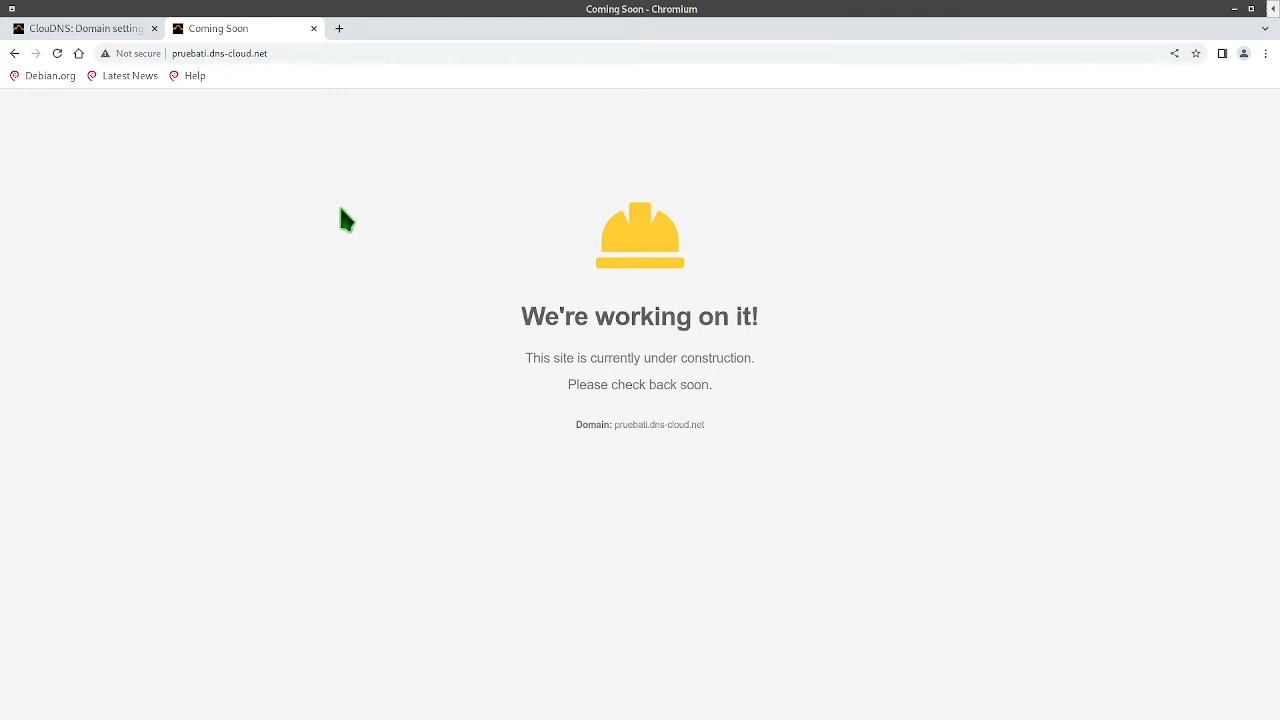 Coming Soon - Chromium
ClouDNS: Domain setting
Coming Soon
Not secure
pruebati.dns-cloud.net
Debian.org
Latest News
Help
We're working on it!
This site is currently under construction.
Please check back soon.
Domain: pruebati.dns-cloud.net